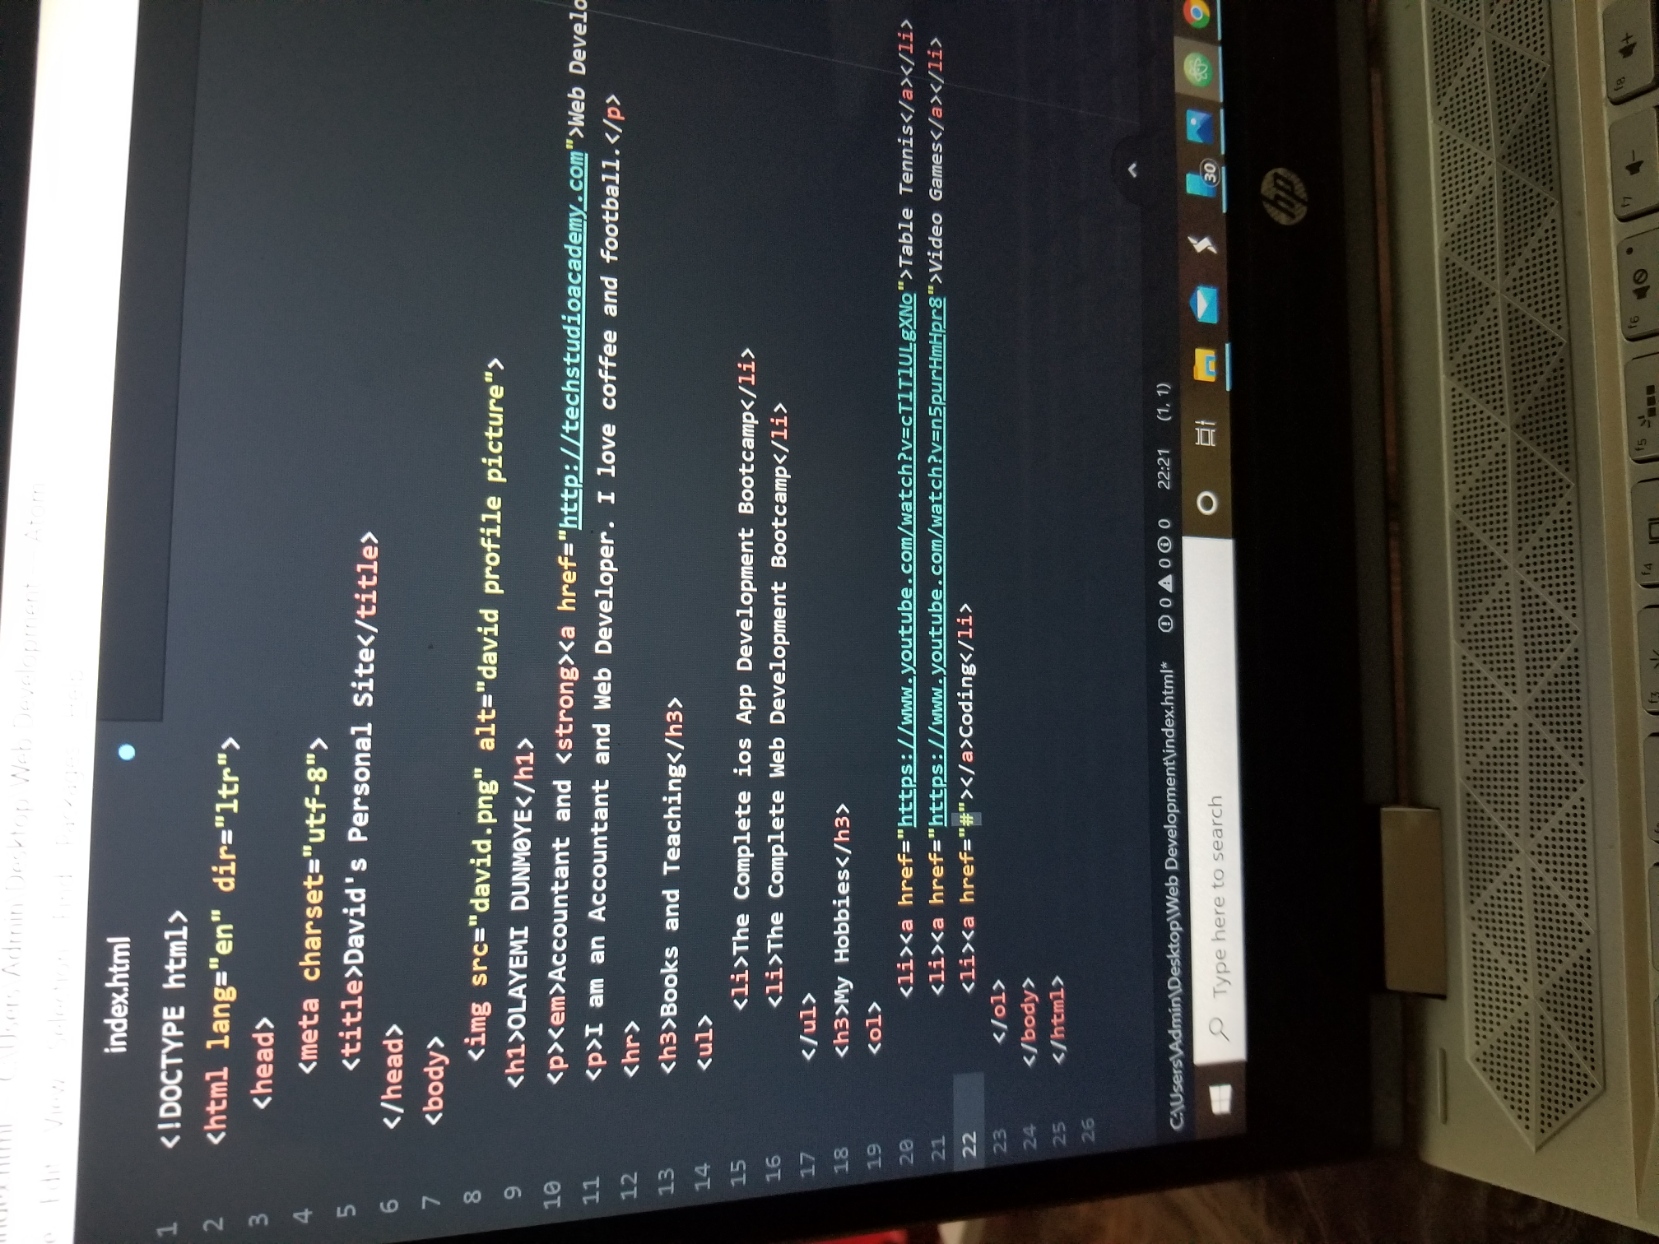 C:\Users\Admin\Desktop\Web Development — Atom
Edit View Selection Find Packages Help
index.html
1 <!DOCTYPE html>
2 <html lang="en" dir="ltr">
3 <head>
4 <meta charset="utf-8">
5 <title>David's Personal Site</title>
6 </head>
7 <body>
8 <img src="david.png" alt="david profile picture">
9 <h1>OLAYEMI DUNM0YE</h1>
10 <p><em>Accountant and <strong><a href="http://techstudioacademy.com">Web Develo
11 <p>I am an Accountant and Web Developer. I love coffee and football.</p>
12 <hr>
13 <h3>Books and Teaching</h3>
14 <ul>
15 <li>The Complete ios App Development Bootcamp</li>
16 <li>The Complete Web Development Bootcamp</li>
17 </ul>
18 <h3>My Hobbies</h3>
19 <ol>
20 <li><a href="https://www.youtube.com/watch?v=cTlTlULgXNo">Table Tennis</a></li>
21 <li><a href="https://www.youtube.com/watch?v=n5purHmHpr8">Video Games</a></li>
22 <li><a href="#"></a>Coding</li>
23 </ol>
24 </body>
25 </html>
26
C:\Users\Admin\Desktop\Web Development\index.html* 0 0 0 22:21 (1, 1)
Type here to search 30
hp
f4 f5 f6 f7 f8